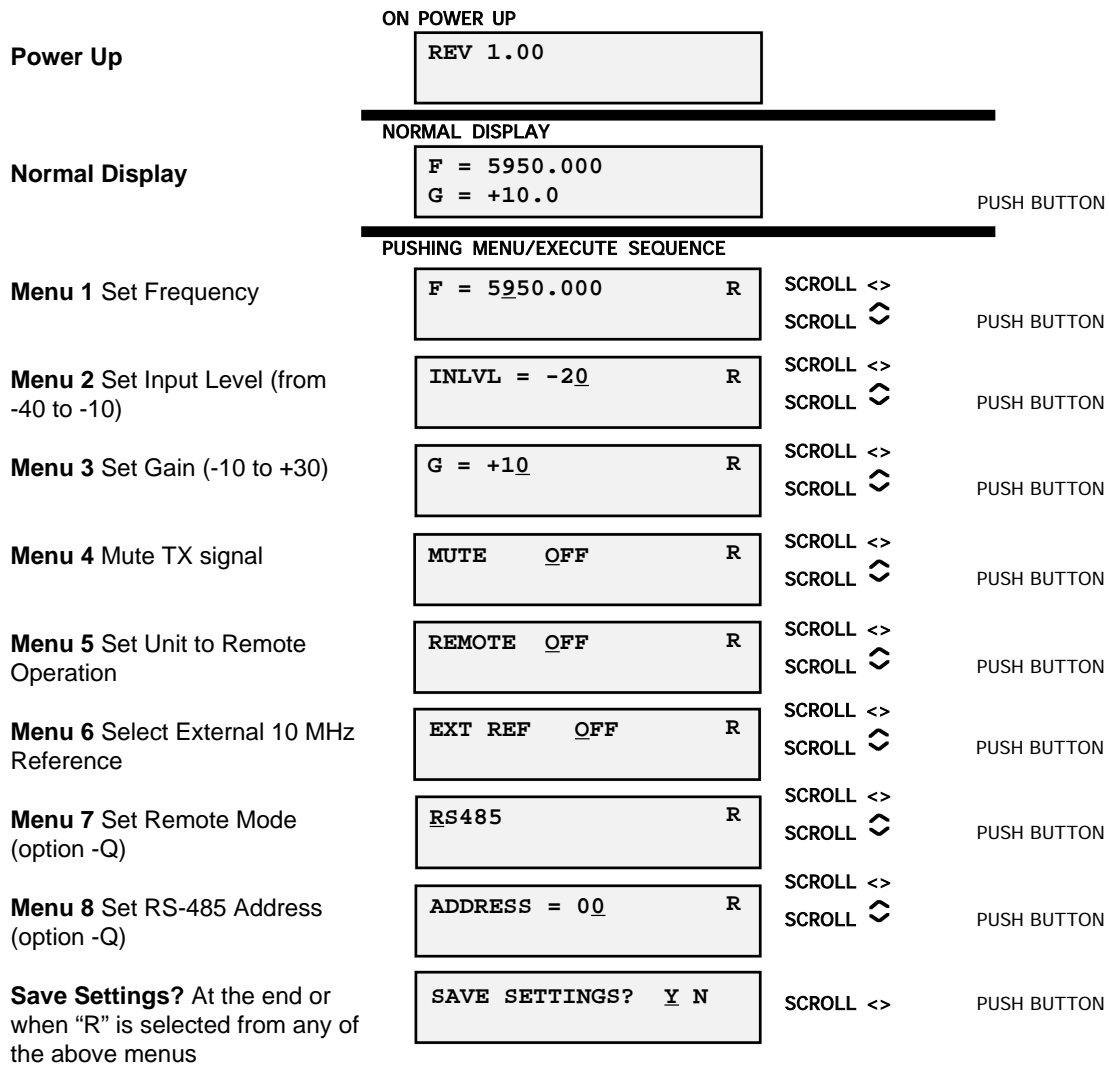 ON POWER UP
Power Up
REV 1.00
NORMAL DISPLAY
Normal Display
F = 5950.000
G = +10.0
PUSH BUTTON
PUSHING MENU/EXECUTE SEQUENCE
Menu 1 Set Frequency
F = 5950.000 R
SCROLL <>
SCROLL
PUSH BUTTON
Menu 2 Set Input Level (from
-40 to -10)
INLVL = -20 R
SCROLL <>
SCROLL
PUSH BUTTON
Menu 3 Set Gain (-10 to +30)
G = +10 R
SCROLL <>
SCROLL
PUSH BUTTON
Menu 4 Mute TX signal
MUTE OFF R
SCROLL <>
SCROLL
PUSH BUTTON
Menu 5 Set Unit to Remote
Operation
REMOTE OFF R
SCROLL <>
SCROLL
PUSH BUTTON
Menu 6 Select External 10 MHz
Reference
EXT REF OFF R
SCROLL <>
SCROLL
PUSH BUTTON
Menu 7 Set Remote Mode
(option -Q)
RS485 R
SCROLL <>
SCROLL
PUSH BUTTON
Menu 8 Set RS-485 Address
(option -Q)
ADDRESS = 00 R
SCROLL <>
SCROLL
PUSH BUTTON
Save Settings? At the end or
when “R” is selected from any of
the above menus
SAVE SETTINGS? Y N
SCROLL <>
PUSH BUTTON